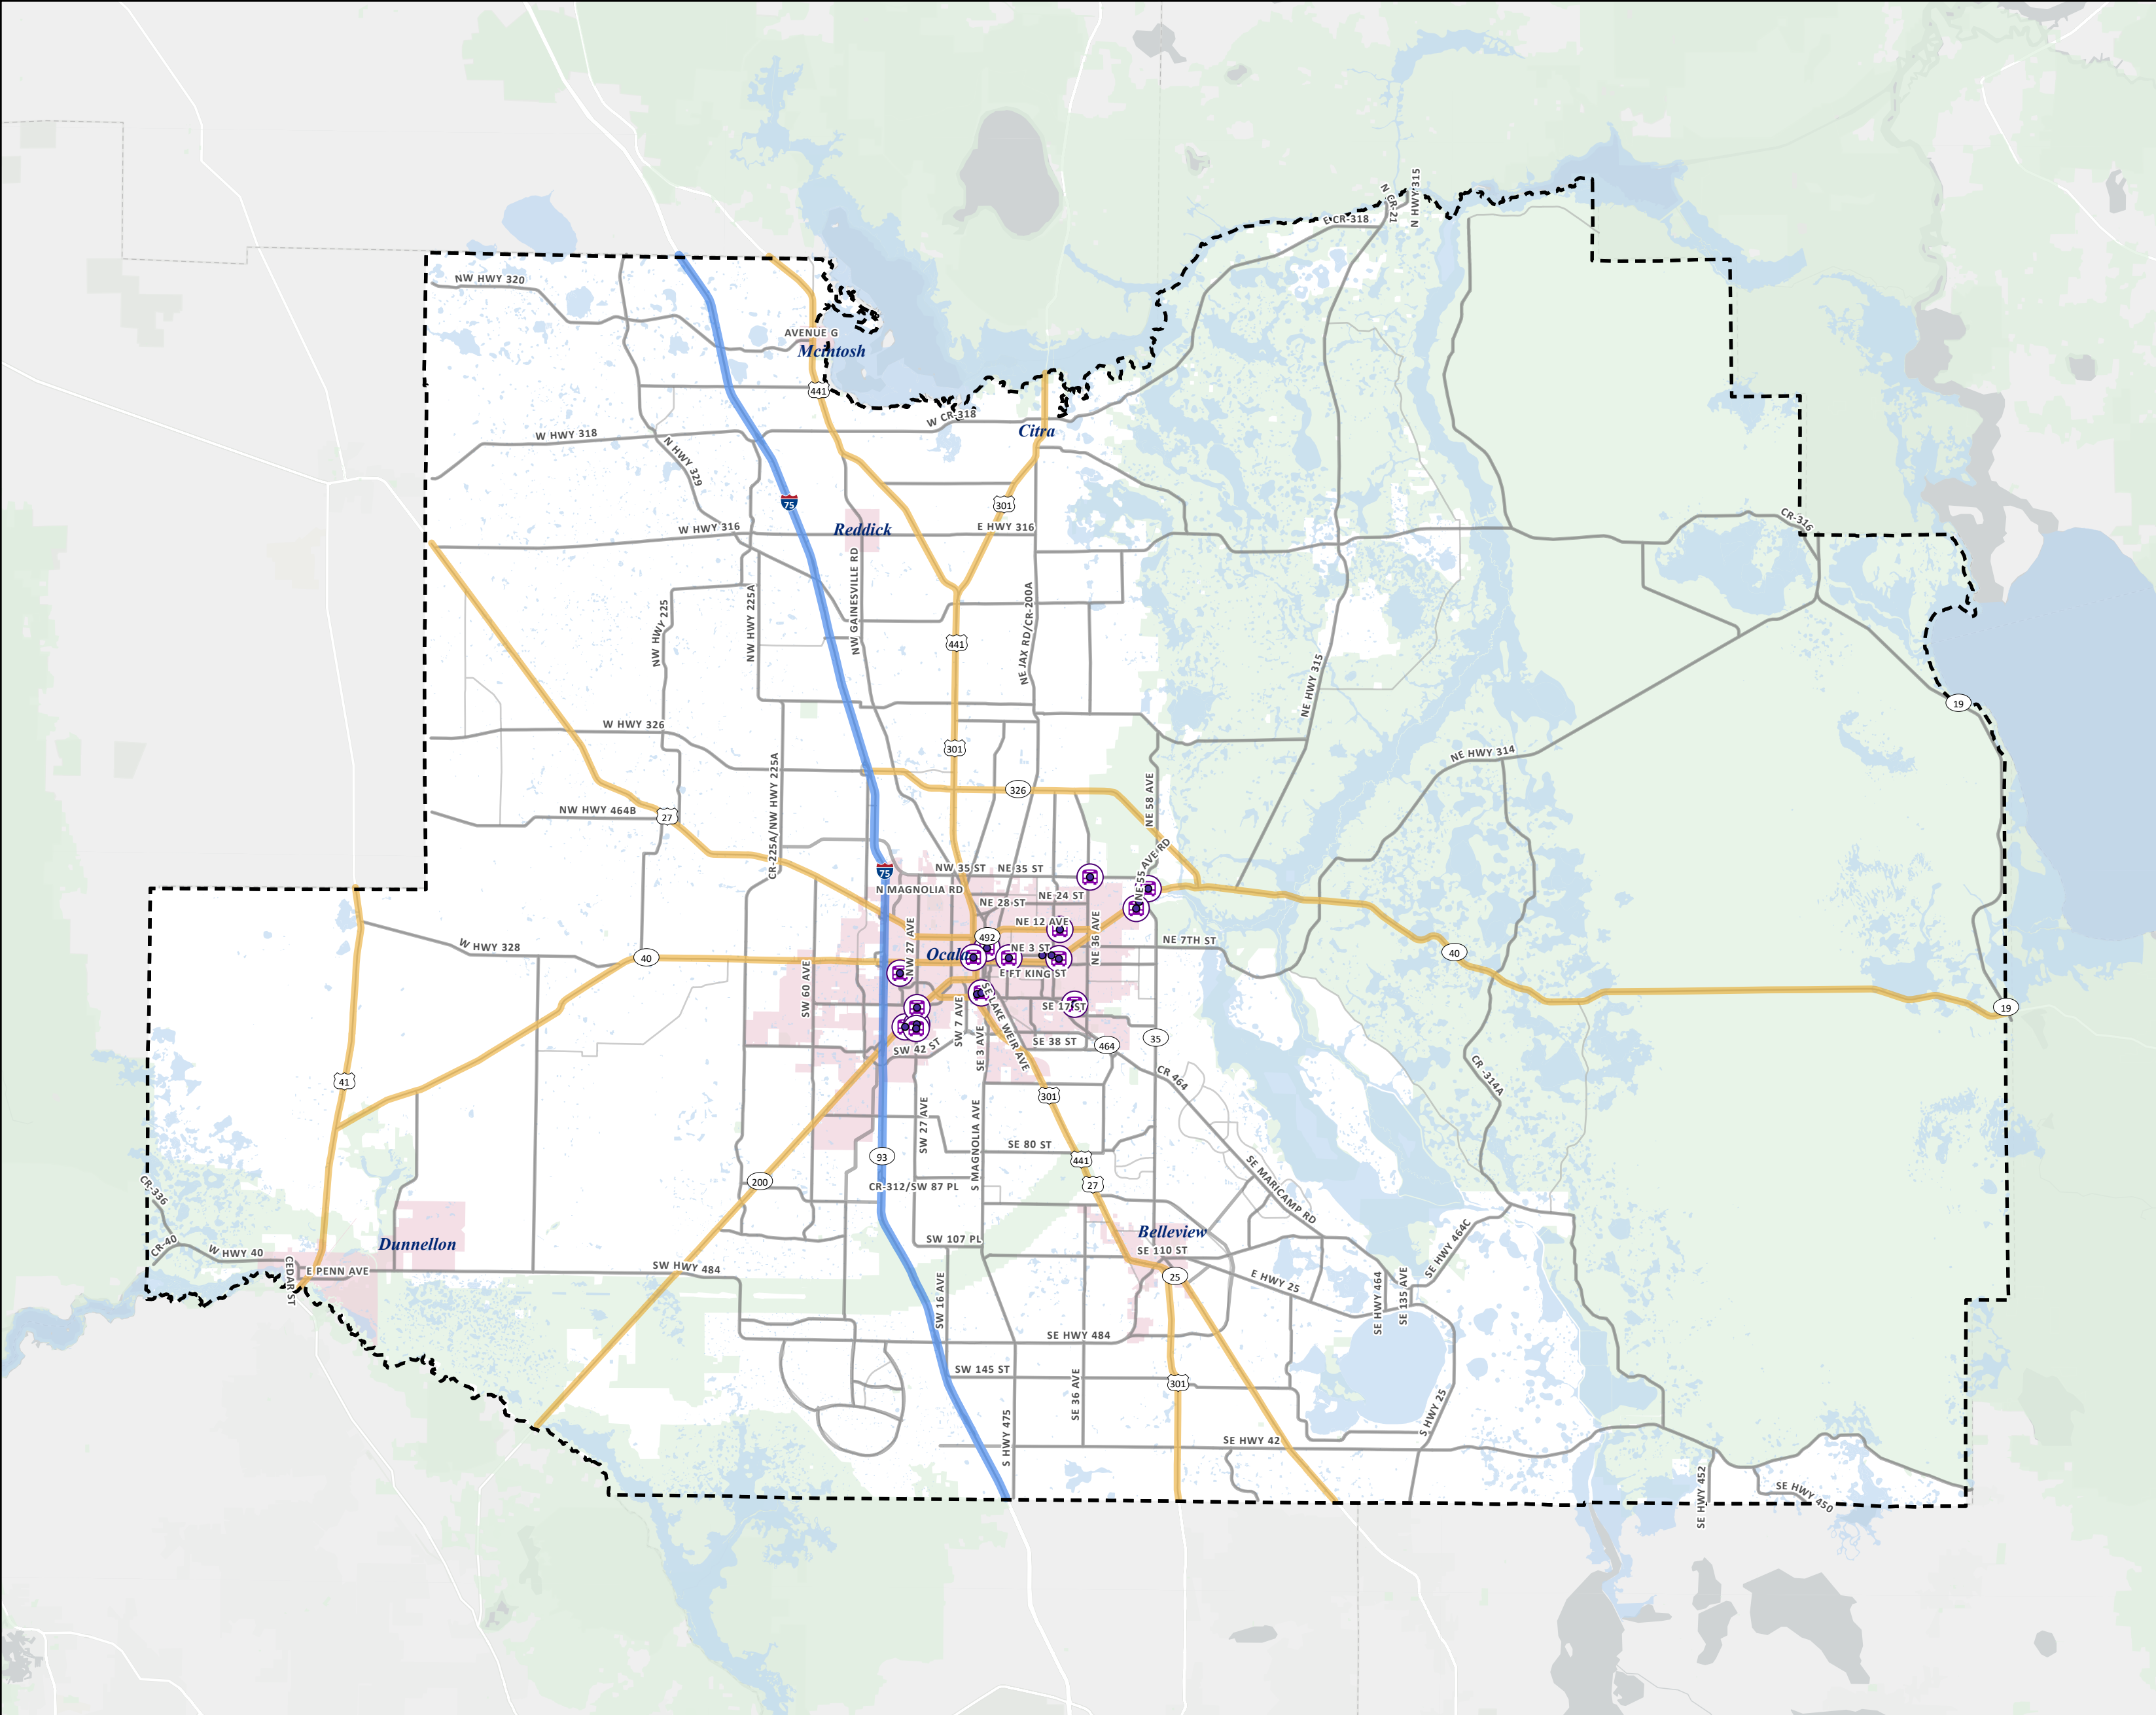 N HWY 315
N CR-21
E CR-318
NW HWY 320
AVENUE G
Mcintosh
441
W CR-318
Citra
W HWY 318
N HWY 329
75
301
Reddick
W HWY 316
E HWY 316
CR-316
NW HWY 225
NW HWY 225A
NW GAINESVILLE RD
NE JAX RD/CR-200A
441
NE HWY 315
19
W HWY 326
301
NE HWY 314
326
NE 58 AVE
CR-225A/NW HWY 225A
NW HWY 464B
27
75
NW 35 ST
NE 35 ST
NE 55 AVE RD
N MAGNOLIA RD
NE 24 ST
NE 28 ST
NE 12 AVE
NE 36 AVE
492
NW 27 AVE
NE 3 ST
NE 7TH ST
Ocala
W HWY 328
40
40
E FT KING ST
SW 60 AVE
SE 17 ST
19
SW 7 AVE
SE LAKE WEIR AVE
SE 3 AVE
SW 42 ST
SE 38 ST
464
35
41
CR 464
CR -314A
301
SW 27 AVE
S MAGNOLIA AVE
SE 80 ST
93
441
200
CR-312/SW 87 PL
27
SE MARICAMP RD
CR-336
CR-40
W HWY 40
Dunnellon
Belleview
SW 107 PL
SE 110 ST
SE HWY 464C
CEDAR ST
E PENN AVE
SW HWY 484
25
E HWY 25
SE HWY 464
SE 135 AVE
SW 16 AVE
SE HWY 484
SW 145 ST
SE 36 AVE
301
S HWY 25
S HWY 475
SE HWY 42
SE HWY 452
SE HWY 450